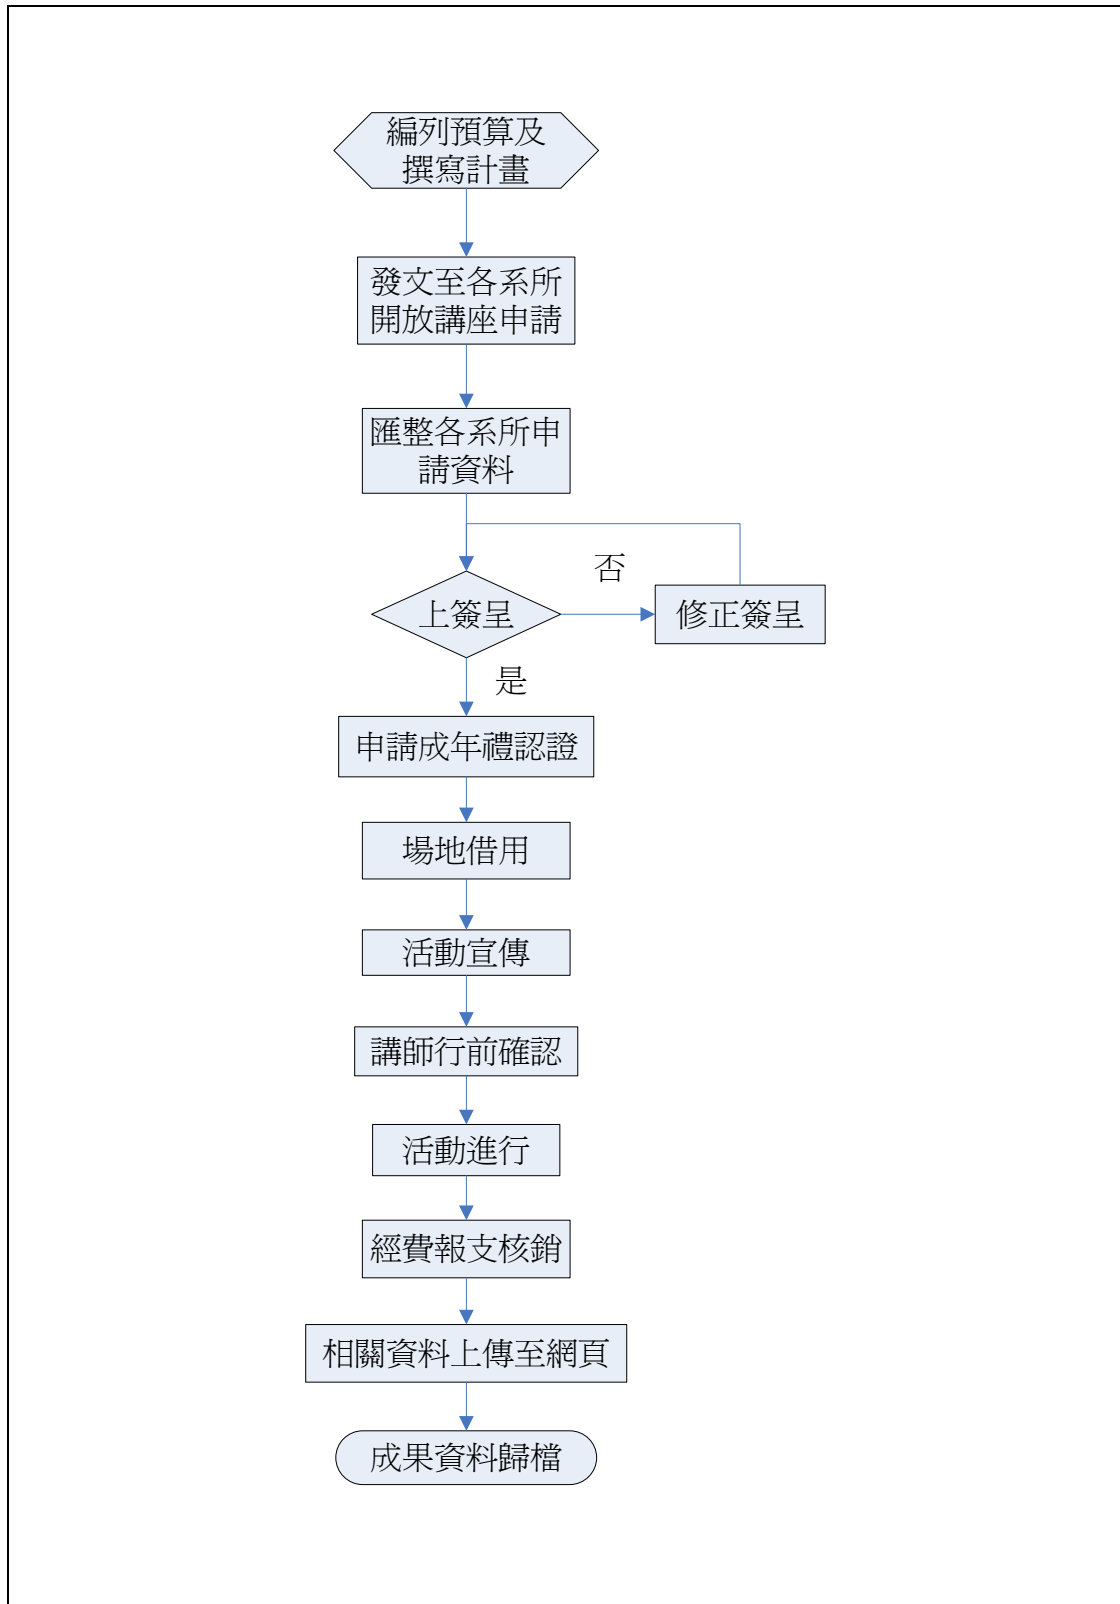 編列預算及
撰寫計畫
發文至各系所
開放講座申請
匯整各系所申
請資料
否
上簽呈
修正簽呈
是
申請成年禮認證
場地借用
活動宣傳
講師行前確認
活動進行
經費報支核銷
相關資料上傳至網頁
成果資料歸檔